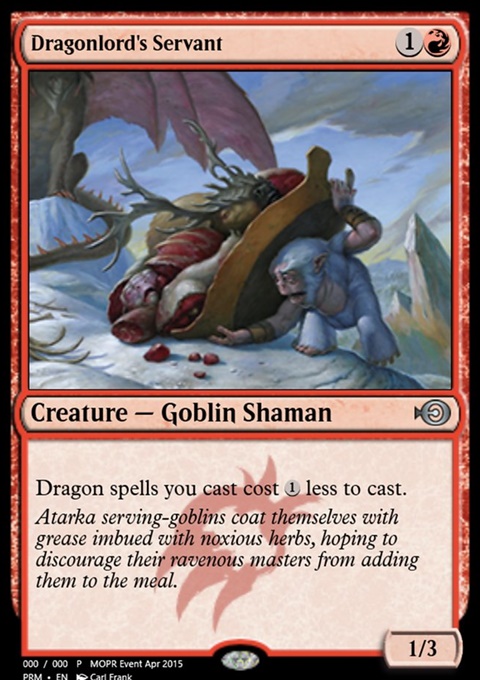 Dragonlord's Servant 1
Creature — Goblin Shaman
Dragon spells you cast cost 1 less to cast.
Atarka serving-goblins coat themselves with
grease imbued with noxious herbs, hoping to
discourage their ravenous masters from adding
them to the meal.
1/3
000 / 000 P MOPR Event Apr 2015
PRM • EN Carl Frank